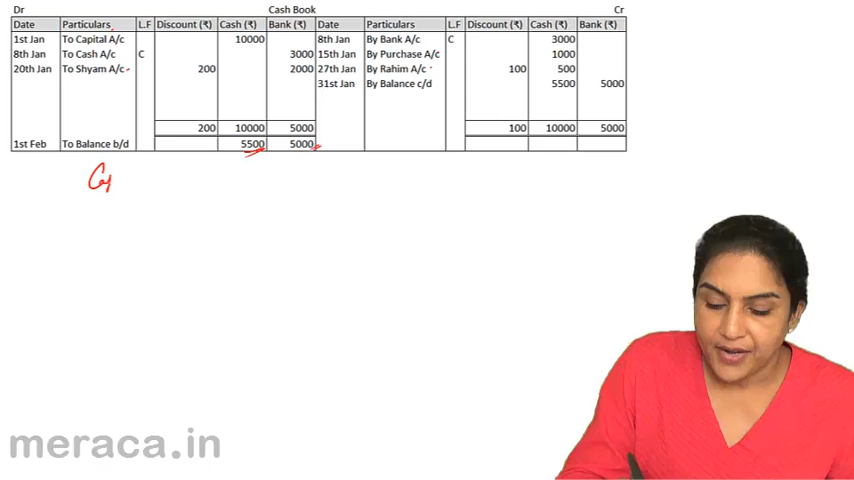 Dr Cash Book Cr
Date Particulars L.F Discount (₹) Cash (₹) Bank (₹) Date Particulars L.F Discount (₹) Cash (₹) Bank (₹)
1st Jan To Capital A/c 10000 8th Jan By Bank A/c C 3000
8th Jan To Cash A/c C 3000 15th Jan By Purchase A/c 1000
20th Jan To Shyam A/c 200 2000 27th Jan By Rahim A/c 100 500
31st Jan By Balance c/d 5500 5000
200 10000 5000 100 10000 5000
1st Feb To Balance b/d 5500 5000
meraca.in